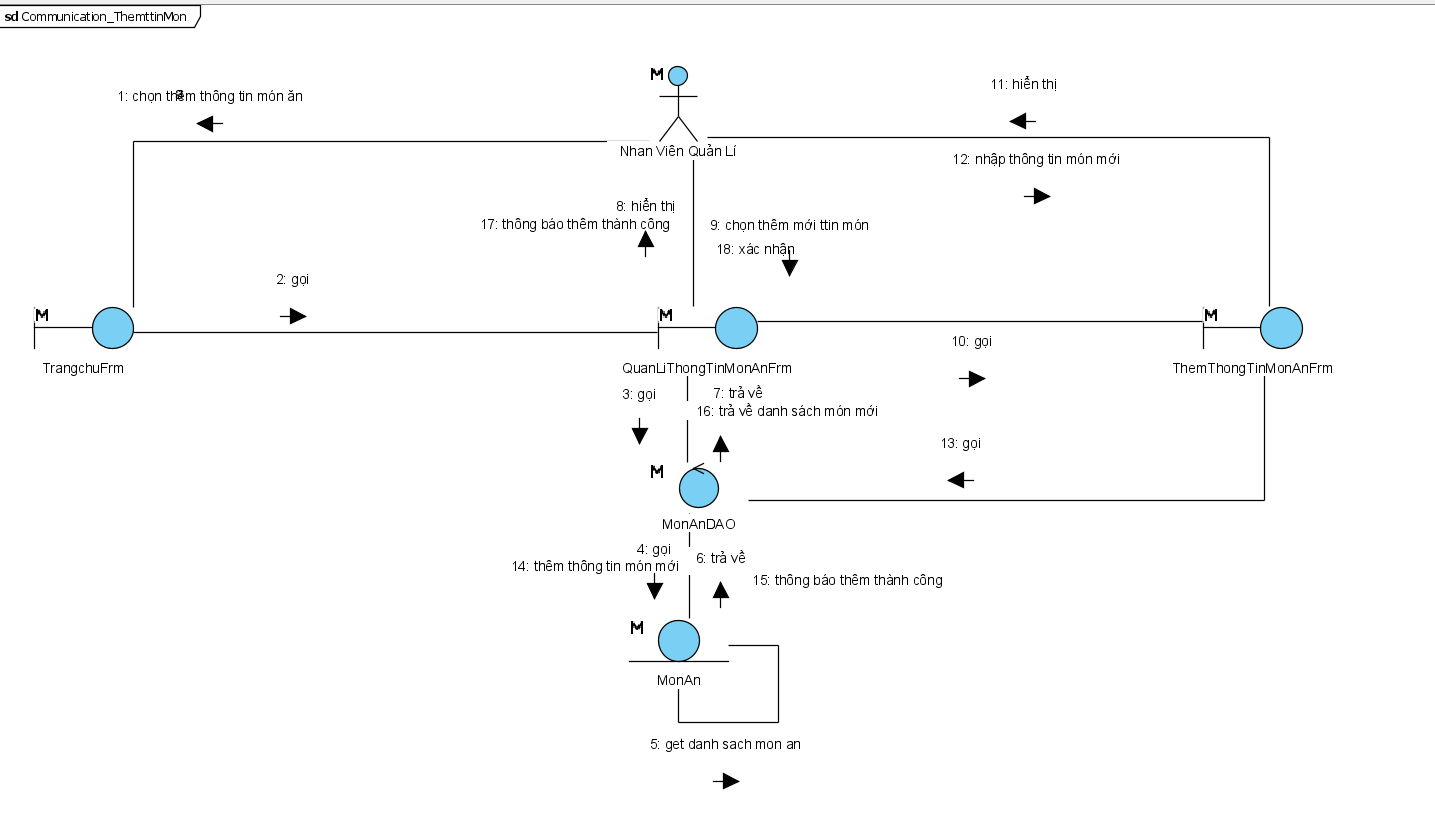 sd Communication_ThemttinMon
1: chọn thêm thông tin món ăn
11: hiển thị
Nhan Viên Quản Lí
12: nhập thông tin món mới
8: hiển thị
17: thông báo thêm thành công
9: chọn thêm mới ttin món
18: xác nhận
2: gọi
TrangchuFrm
QuanLiThongTinMonAnFrm
ThemThongTinMonAnFrm
10: gọi
3: gọi
7: trả về
16: trả về danh sách món mới
13: gọi
MonAnDAO
4: gọi
14: thêm thông tin món mới
6: trả về
15: thông báo thêm thành công
MonAn
5: get danh sach mon an